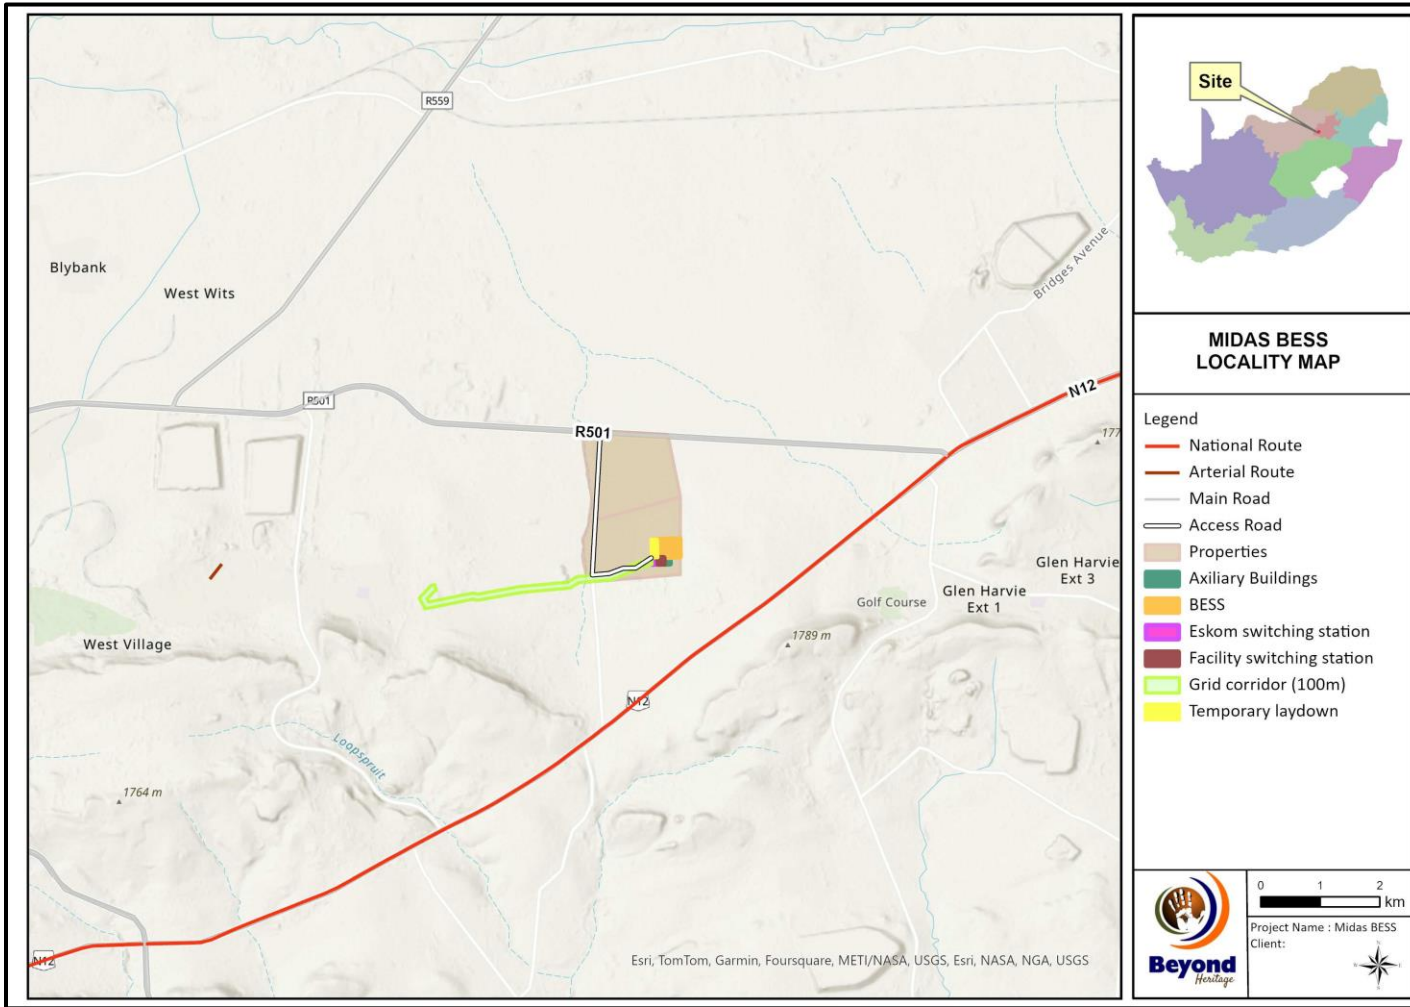 R559
Blybank
West Wits
Bridges Avenue
R501
R501
N12
177
Glen Harvie
Ext 3
Glen Harvie
Ext 1
Golf Course
West Village
1789 m
N12
Loopspruit
1764 m
N12
Esri, TomTom, Garmin, Foursquare, METI/NASA, USGS, Esri, NASA, NGA, USGS
Site
MIDAS BESS
LOCALITY MAP
Legend
National Route
Arterial Route
Main Road
Access Road
Properties
Axiliary Buildings
BESS
Eskom switching station
Facility switching station
Grid corridor (100m)
Temporary laydown
Beyond
Heritage
0 1 2
km
Project Name : Midas BESS
Client: